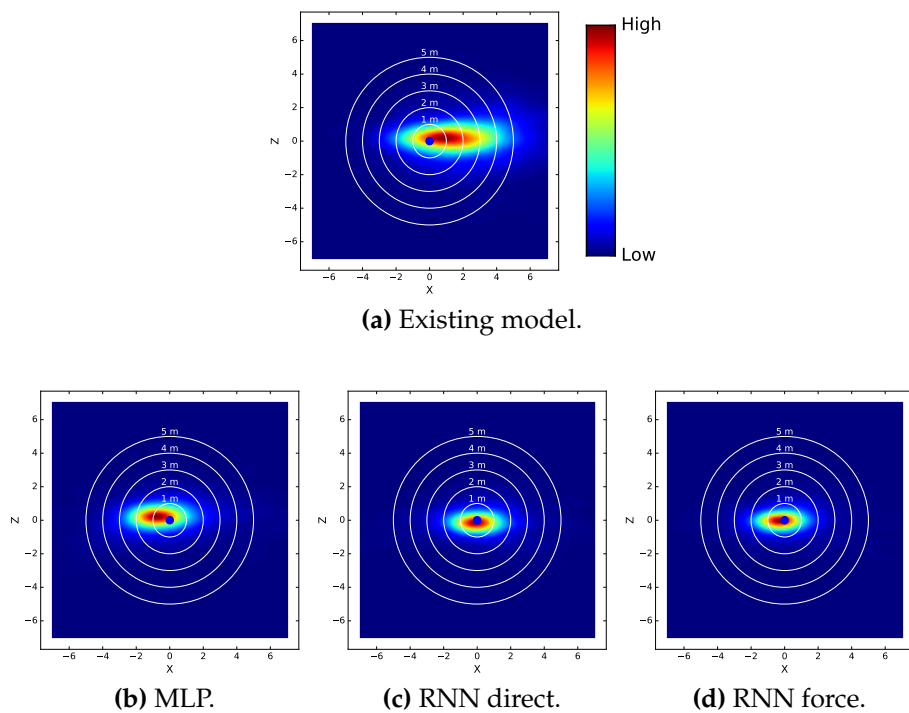 High
Low
6
4
2
0
−2
−4
−6
Z
5 m
4 m
3 m
2 m
1 m
−6 −4 −2 0 2 4 6
X
(a) Existing model.
6
4
2
0
−2
−4
−6
Z
5 m
4 m
3 m
2 m
1 m
−6 −4 −2 0 2 4 6
X
(b) MLP.
6
4
2
0
−2
−4
−6
Z
5 m
4 m
3 m
2 m
1 m
−6 −4 −2 0 2 4 6
X
(c) RNN direct.
6
4
2
0
−2
−4
−6
Z
5 m
4 m
3 m
2 m
1 m
−6 −4 −2 0 2 4 6
X
(d) RNN force.